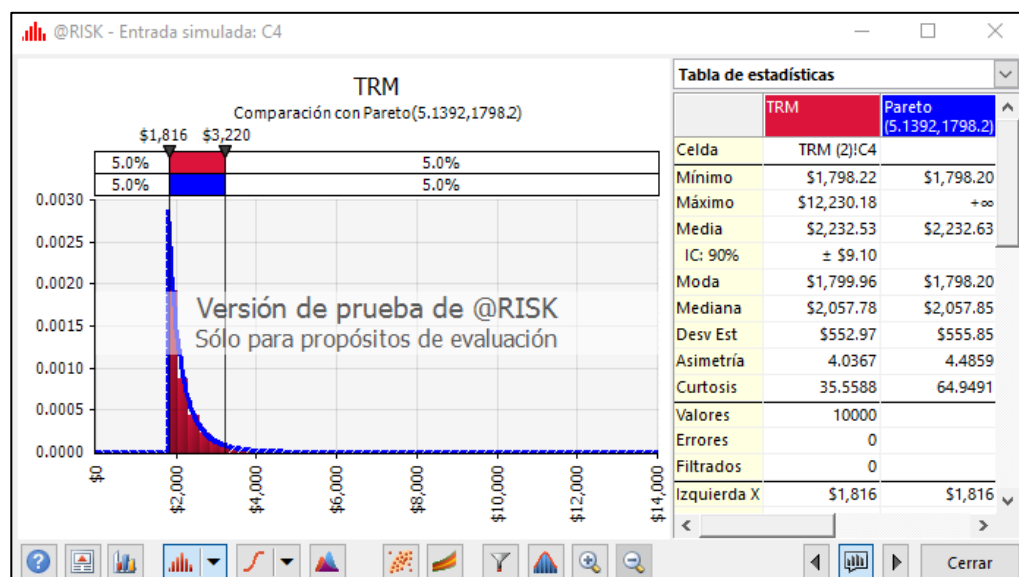 @RISK - Entrada simulada: C4
TRM
Comparación con Pareto(5.1392,1798.2)
$1,816 $3,220
5.0% 5.0%
5.0% 5.0%
0.0030
0.0025
0.0020
0.0015
0.0010
0.0005
0.0000
Versión de prueba de @RISK
Sólo para propósitos de evaluación
$-
$2,000
$4,000
$6,000
$8,000
$10,000
$12,000
$14,000
Tabla de estadísticas
TRM Pareto
(5.1392,1798.2)
Celda TRM (2)!C4
Mínimo $1,798.22 $1,798.20
Máximo $12,230.18 +∞
Media $2,232.53 $2,232.63
IC: 90% ± $9.10
Moda $1,799.96 $1,798.20
Mediana $2,057.78 $2,057.85
Desv Est $552.97 $555.85
Asimetría 4.0367 4.4859
Curtosis 35.5588 64.9491
Valores 10000
Errores 0
Filtrados 0
Izquierda X $1,816 $1,816
Cerrar